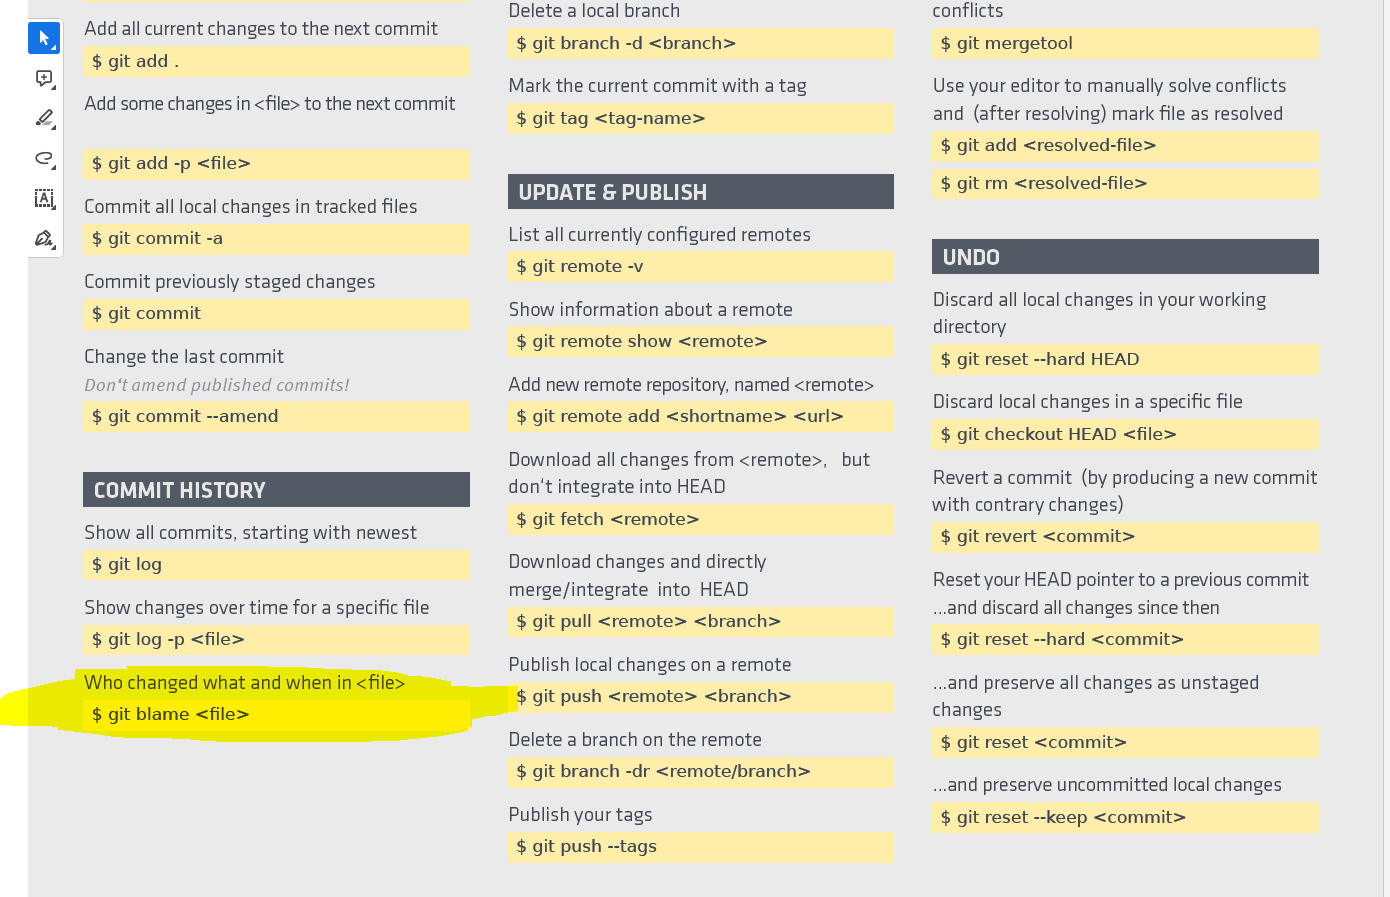 Add all current changes to the next commit
$ git add .
Add some changes in <file> to the next commit
$ git add -p <file>
Commit all local changes in tracked files
$ git commit -a
Commit previously staged changes
$ git commit
Change the last commit
Don‘t amend published commits!
$ git commit --amend
COMMIT HISTORY
Show all commits, starting with newest
$ git log
Show changes over time for a specific file
$ git log -p <file>
Who changed what and when in <file>
$ git blame <file>
Delete a local branch
$ git branch -d <branch>
Mark the current commit with a tag
$ git tag <tag-name>
UPDATE & PUBLISH
List all currently configured remotes
$ git remote -v
Show information about a remote
$ git remote show <remote>
Add new remote repository, named <remote>
$ git remote add <shortname> <url>
Download all changes from <remote>, but
don‘t integrate into HEAD
$ git fetch <remote>
Download changes and directly
merge/integrate into HEAD
$ git pull <remote> <branch>
Publish local changes on a remote
$ git push <remote> <branch>
Delete a branch on the remote
$ git branch -dr <remote/branch>
Publish your tags
$ git push --tags
conflicts
$ git mergetool
Use your editor to manually solve conflicts
and (after resolving) mark file as resolved
$ git add <resolved-file>
$ git rm <resolved-file>
UNDO
Discard all local changes in your working
directory
$ git reset --hard HEAD
Discard local changes in a specific file
$ git checkout HEAD <file>
Revert a commit (by producing a new commit
with contrary changes)
$ git revert <commit>
Reset your HEAD pointer to a previous commit
...and discard all changes since then
$ git reset --hard <commit>
...and preserve all changes as unstaged
changes
$ git reset <commit>
...and preserve uncommitted local changes
$ git reset --keep <commit>